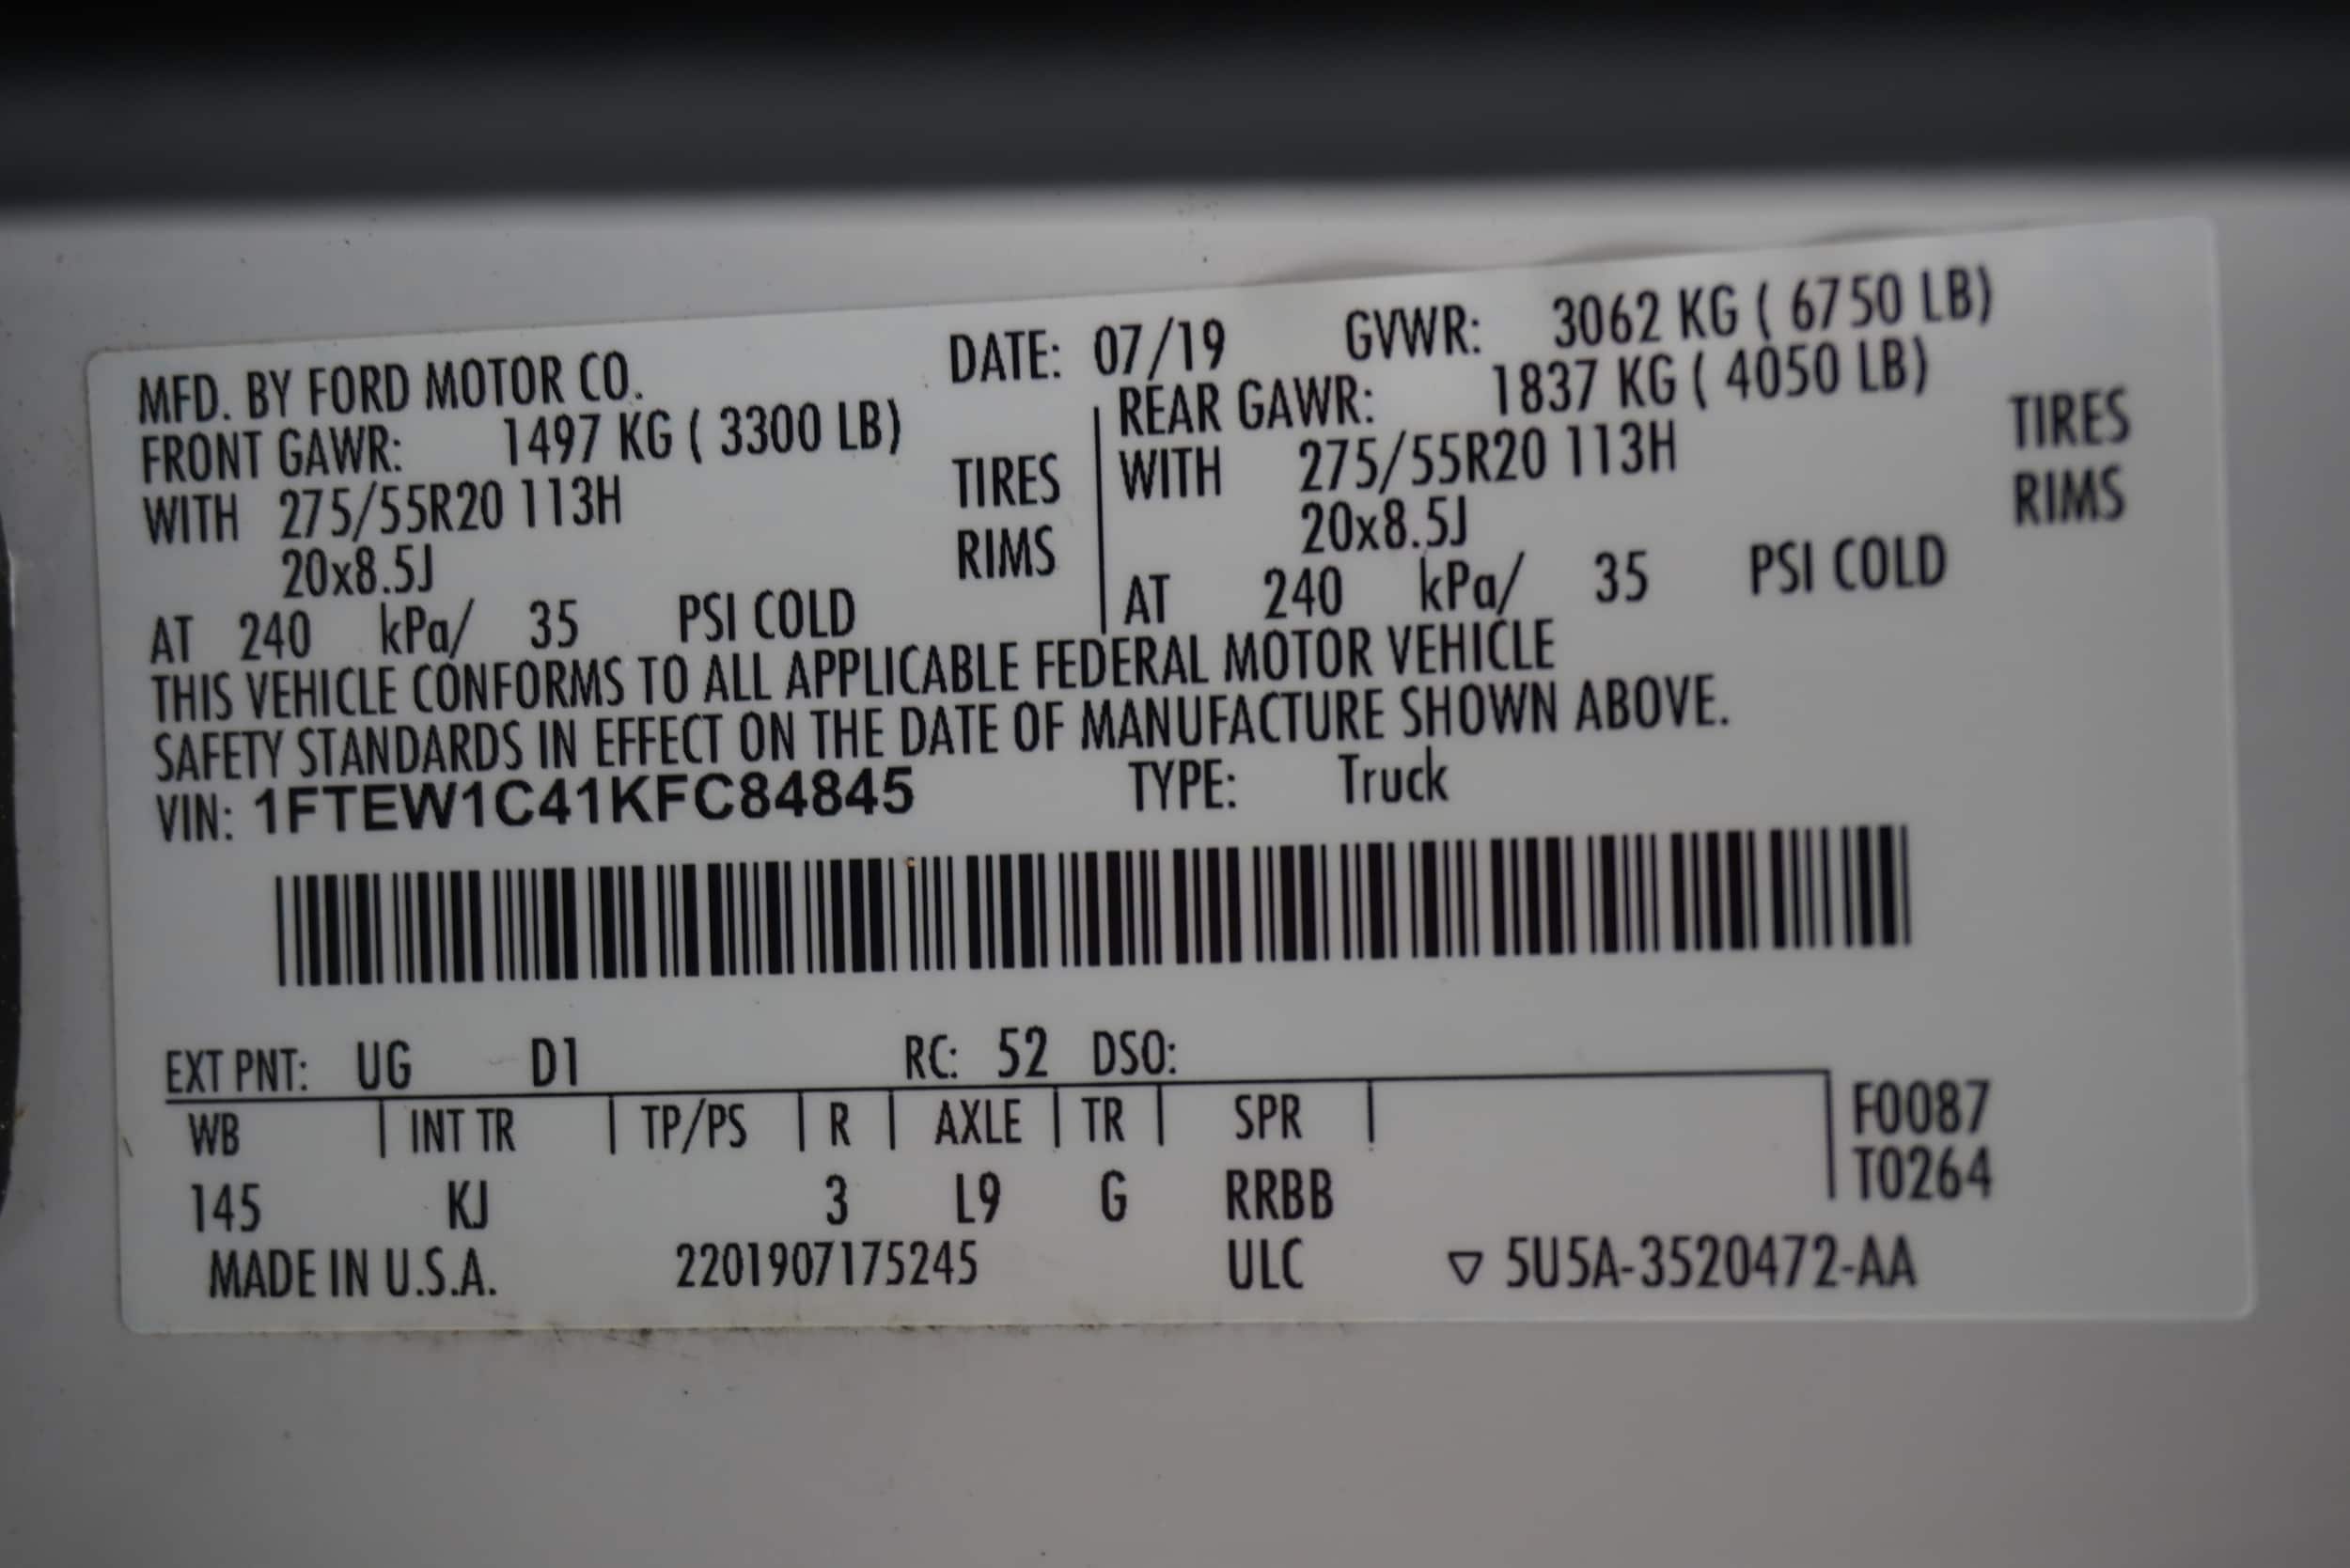 MFD. BY FORD MOTOR CO. DATE: 07/19 GVWR: 3062 KG ( 6750 LB)
FRONT GAWR: 1497 KG ( 3300 LB) REAR GAWR: 1837 KG ( 4050 LB)
WITH 275/55R20 113H TIRES WITH 275/55R20 113H TIRES
20x8.5J RIMS 20x8.5J RIMS
AT 240 kPa/ 35 PSI COLD AT 240 kPa/ 35 PSI COLD
THIS VEHICLE CONFORMS TO ALL APPLICABLE FEDERAL MOTOR VEHICLE
SAFETY STANDARDS IN EFFECT ON THE DATE OF MANUFACTURE SHOWN ABOVE.
VIN: 1FTEW1C41KFC84845 TYPE: Truck
EXT PNT: UG D1 RC: 52 DSO:
WB INT TR TP/PS R AXLE TR SPR F0087
T0264
145 KJ 3 L9 G RRBB
MADE IN U.S.A. 2201907175245 ULC ▽ 5U5A-3520472-AA